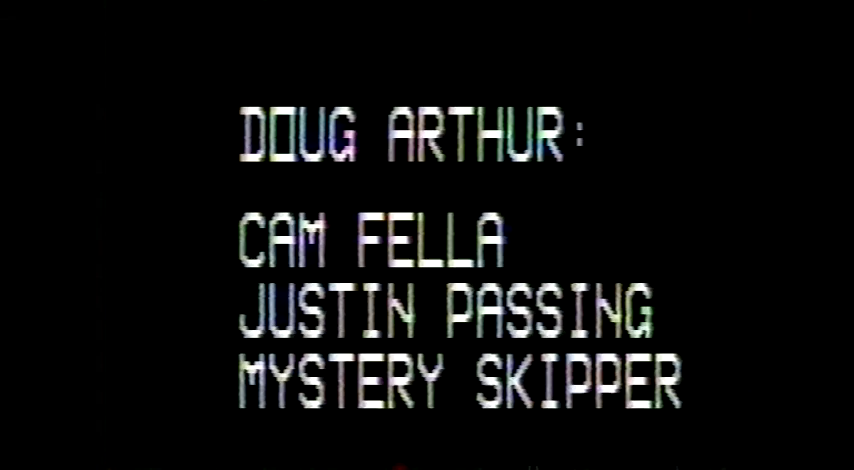 DOUG ARTHUR:
CAM FELLA
JUSTIN PASSING
MYSTERY SKIPPER